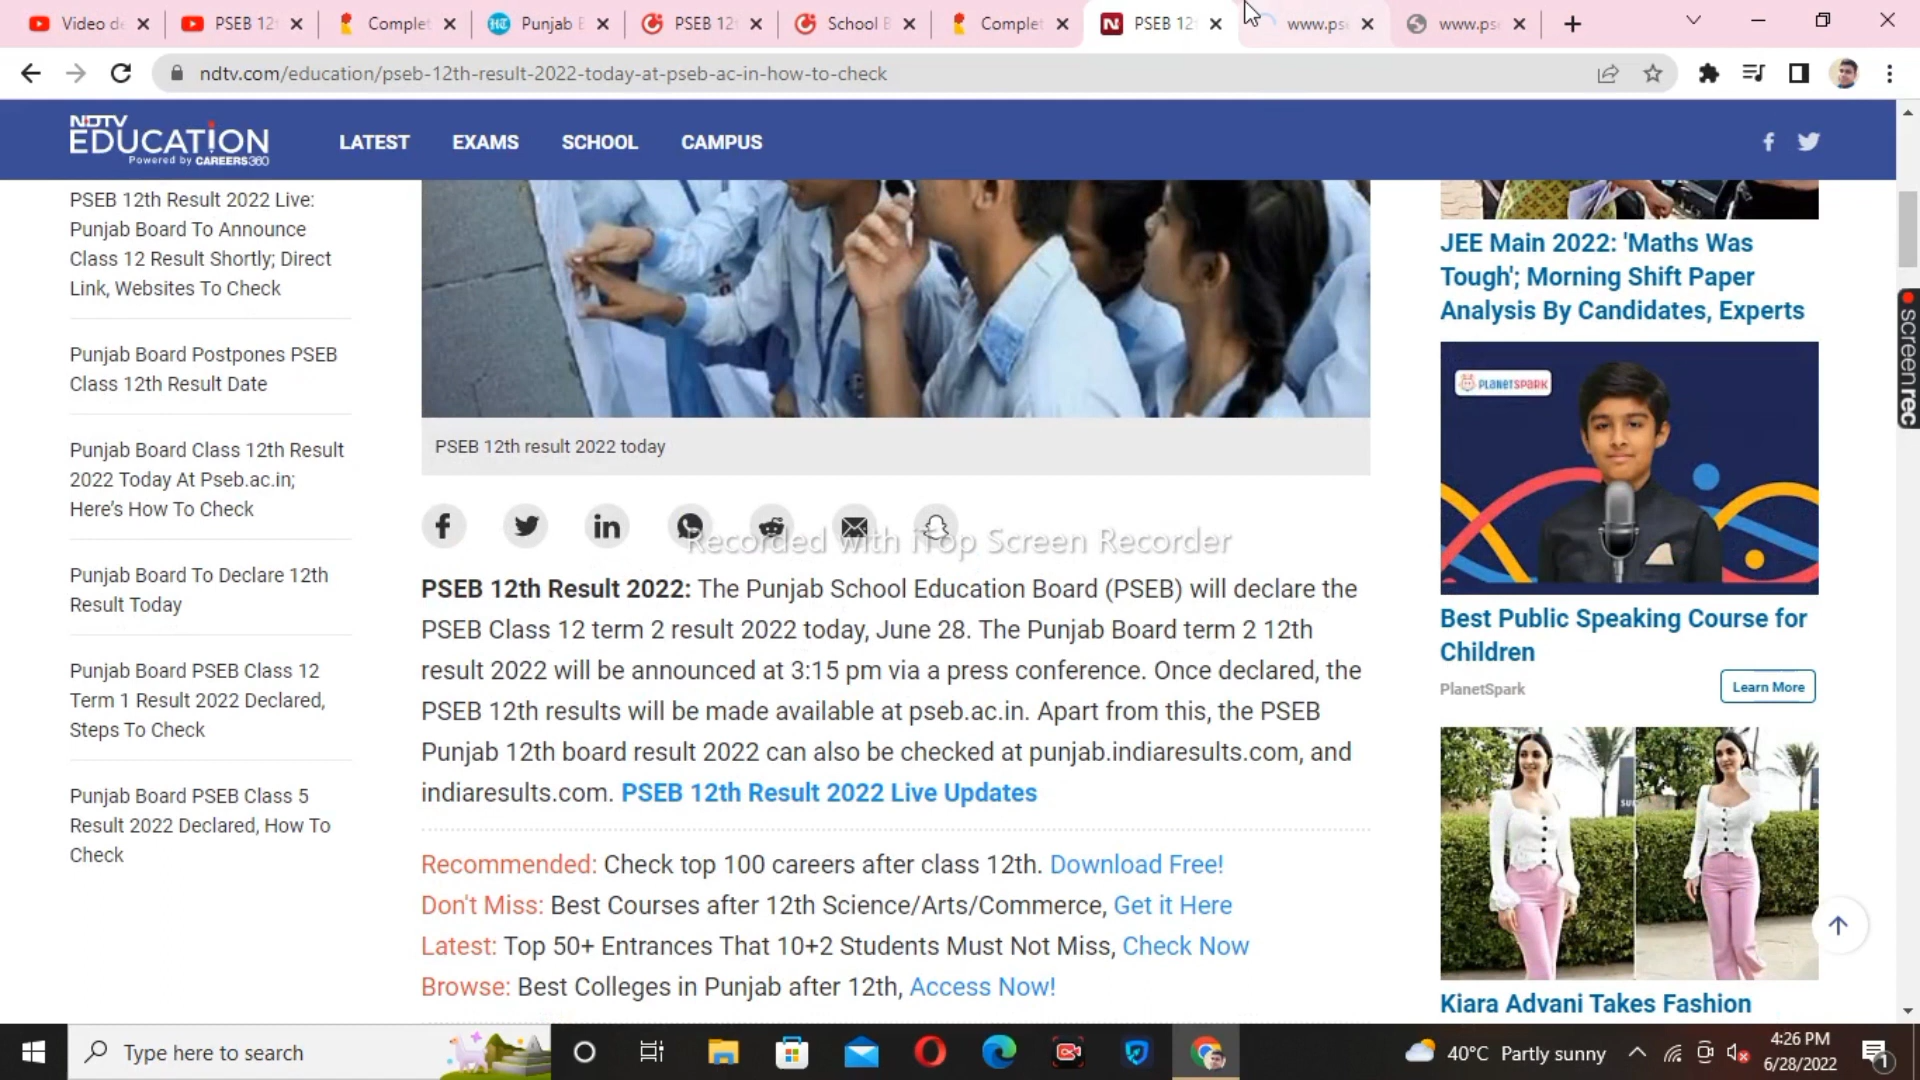 Video de
PSEB 12
Complet
Punjab B
PSEB 12
School B
Complet
PSEB 12
www.pse
www.pse
ndtv.com/education/pseb-12th-result-2022-today-at-pseb-ac-in-how-to-check
NDTV
EDUCATION
Powered by CAREERS360
LATEST
EXAMS
SCHOOL
CAMPUS
PSEB 12th Result 2022 Live:
Punjab Board To Announce
Class 12 Result Shortly; Direct
Link, Websites To Check
Punjab Board Postpones PSEB
Class 12th Result Date
Punjab Board Class 12th Result
2022 Today At Pseb.ac.in;
Here's How To Check
Punjab Board To Declare 12th
Result Today
Punjab Board PSEB Class 12
Term 1 Result 2022 Declared,
Steps To Check
Punjab Board PSEB Class 5
Result 2022 Declared, How To
Check
PSEB 12th result 2022 today
Recorded with iTop Screen Recorder
PSEB 12th Result 2022: The Punjab School Education Board (PSEB) will declare the
PSEB Class 12 term 2 result 2022 today, June 28. The Punjab Board term 2 12th
result 2022 will be announced at 3:15 pm via a press conference. Once declared, the
PSEB 12th results will be made available at pseb.ac.in. Apart from this, the PSEB
Punjab 12th board result 2022 can also be checked at punjab.indiaresults.com, and
indiaresults.com. PSEB 12th Result 2022 Live Updates
Recommended: Check top 100 careers after class 12th. Download Free!
Don't Miss: Best Courses after 12th Science/Arts/Commerce, Get it Here
Latest: Top 50+ Entrances That 10+2 Students Must Not Miss, Check Now
Browse: Best Colleges in Punjab after 12th, Access Now!
JEE Main 2022: 'Maths Was
Tough'; Morning Shift Paper
Analysis By Candidates, Experts
PLANETSPARK
Best Public Speaking Course for
Children
PlanetSpark
Learn More
Kiara Advani Takes Fashion
screenrec
Type here to search
40°C Partly sunny
4:26 PM
6/28/2022
1